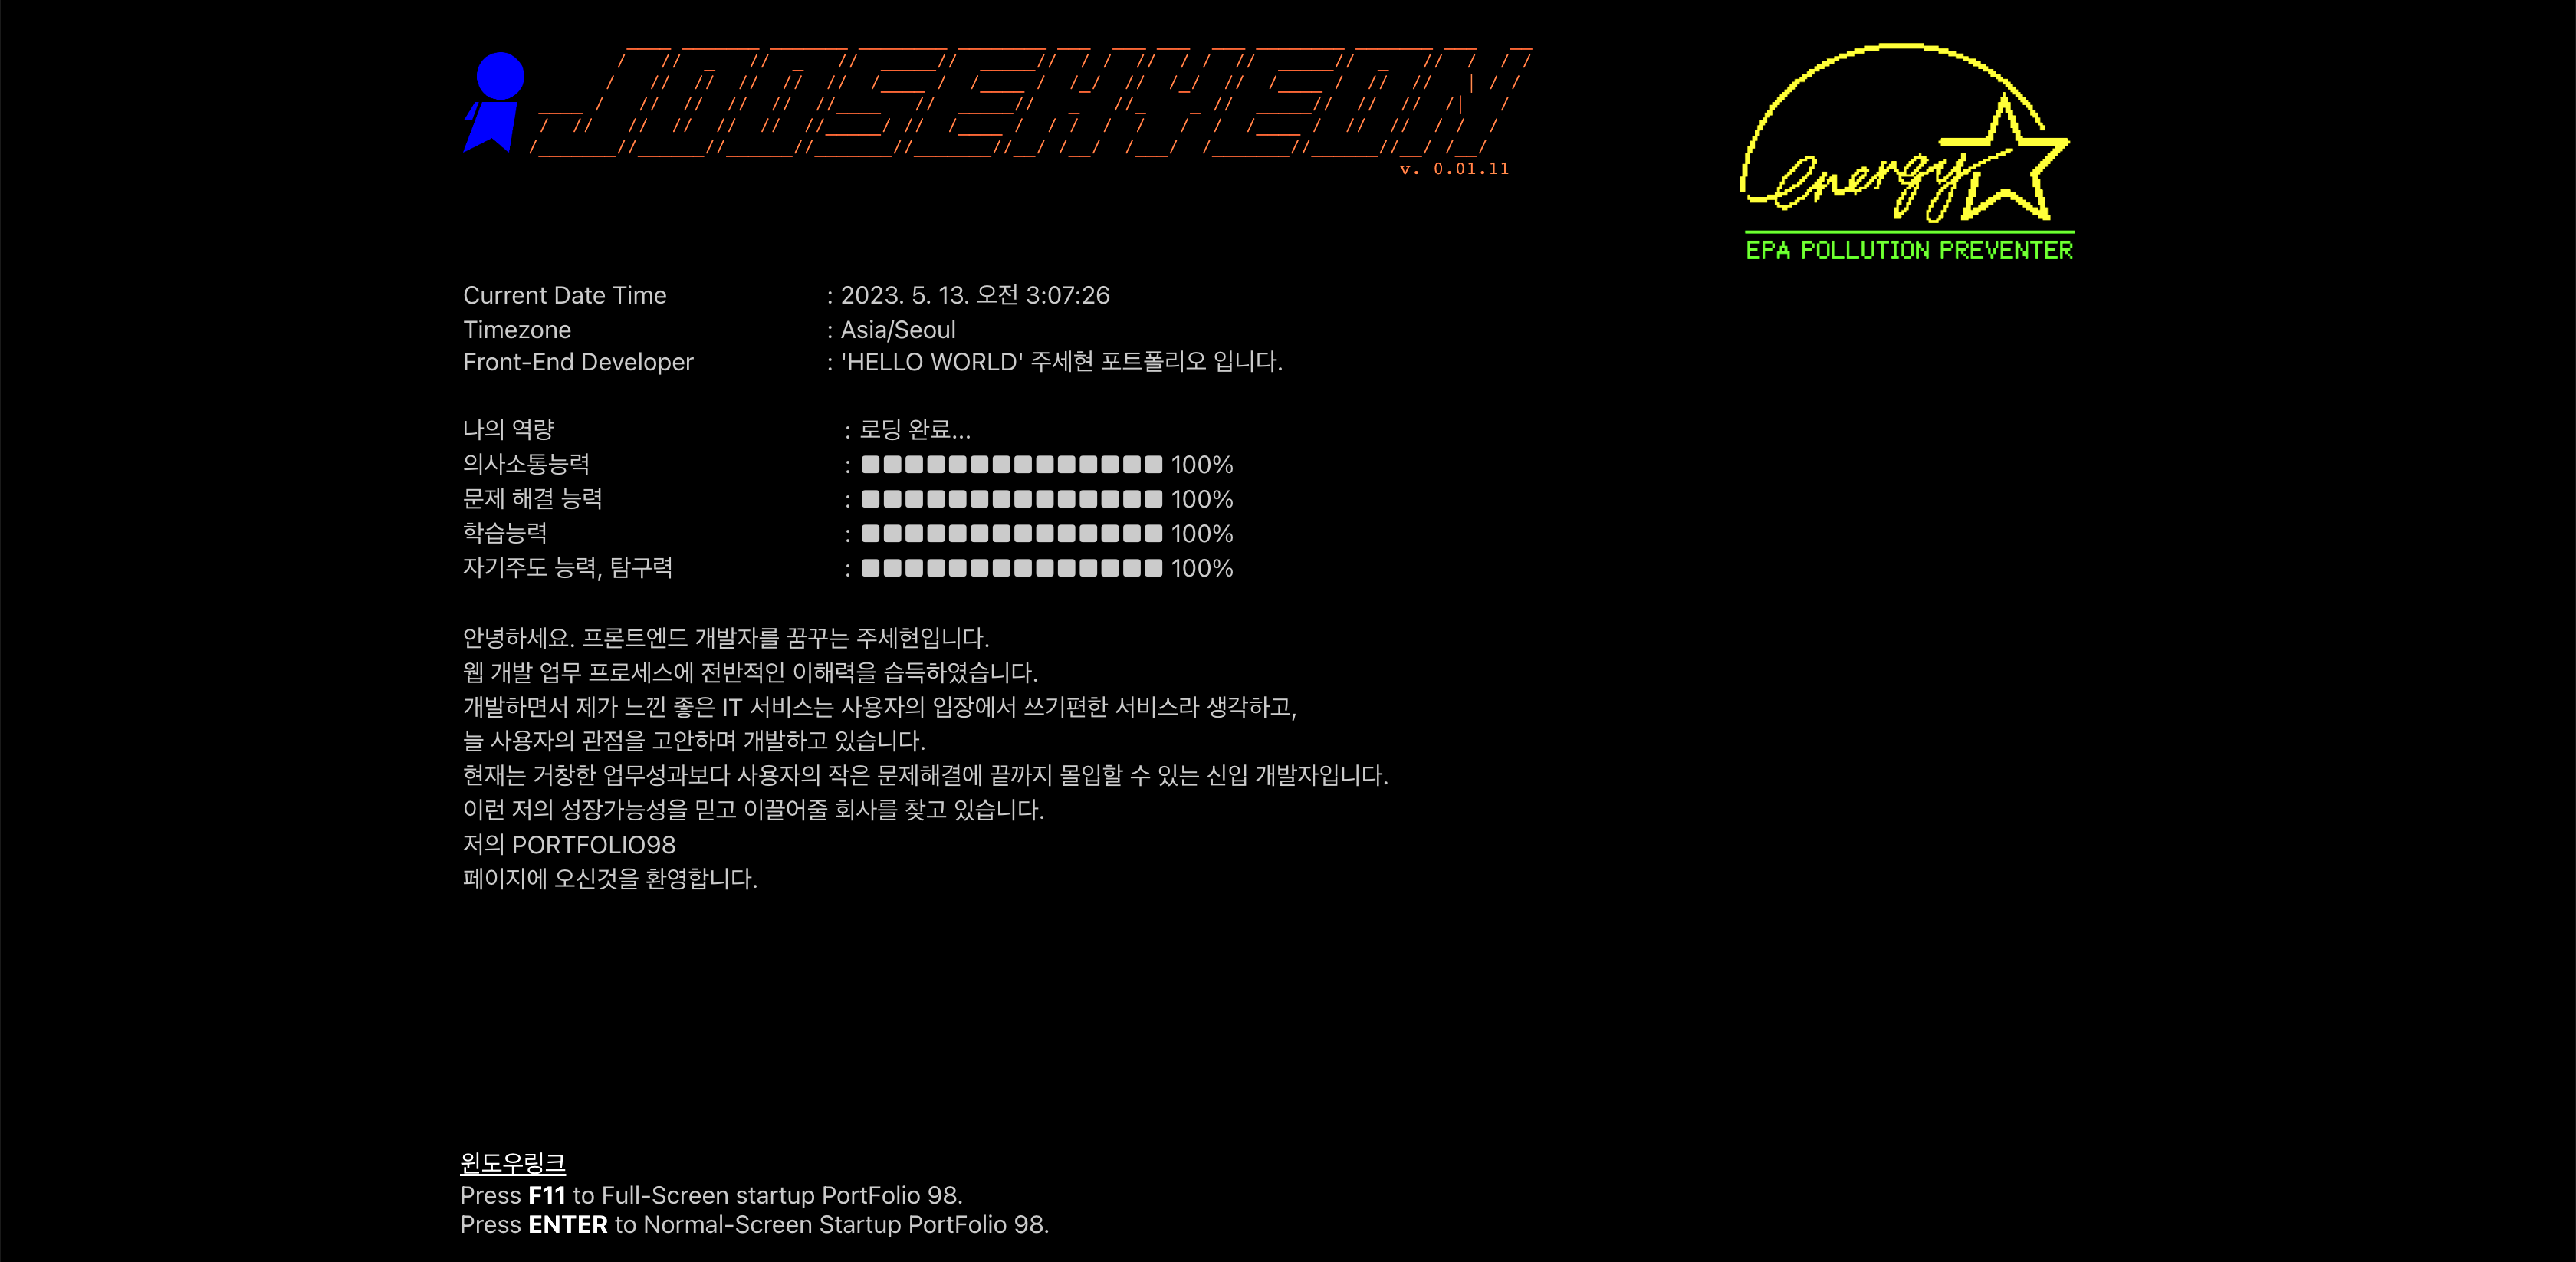 JOOSEHYEON
v. 0.01.11
energy
EPA POLLUTION PREVENTER
Current Date Time : 2023. 5. 13. 오전 3:07:26
Timezone : Asia/Seoul
Front-End Developer : 'HELLO WORLD' 주세현 포트폴리오 입니다.
나의 역량 : 로딩 완료...
의사소통능력 : 100%
문제 해결 능력 : 100%
학습능력 : 100%
자기주도 능력, 탐구력 : 100%
안녕하세요. 프론트엔드 개발자를 꿈꾸는 주세현입니다.
웹 개발 업무 프로세스에 전반적인 이해력을 습득하였습니다.
개발하면서 제가 느낀 좋은 IT 서비스는 사용자의 입장에서 쓰기편한 서비스라 생각하고,
늘 사용자의 관점을 고안하며 개발하고 있습니다.
현재는 거창한 업무성과보다 사용자의 작은 문제해결에 끝까지 몰입할 수 있는 신입 개발자입니다.
이런 저의 성장가능성을 믿고 이끌어줄 회사를 찾고 있습니다.
저의 PORTFOLIO98
페이지에 오신것을 환영합니다.
윈도우링크
Press F11 to Full-Screen startup PortFolio 98.
Press ENTER to Normal-Screen Startup PortFolio 98.